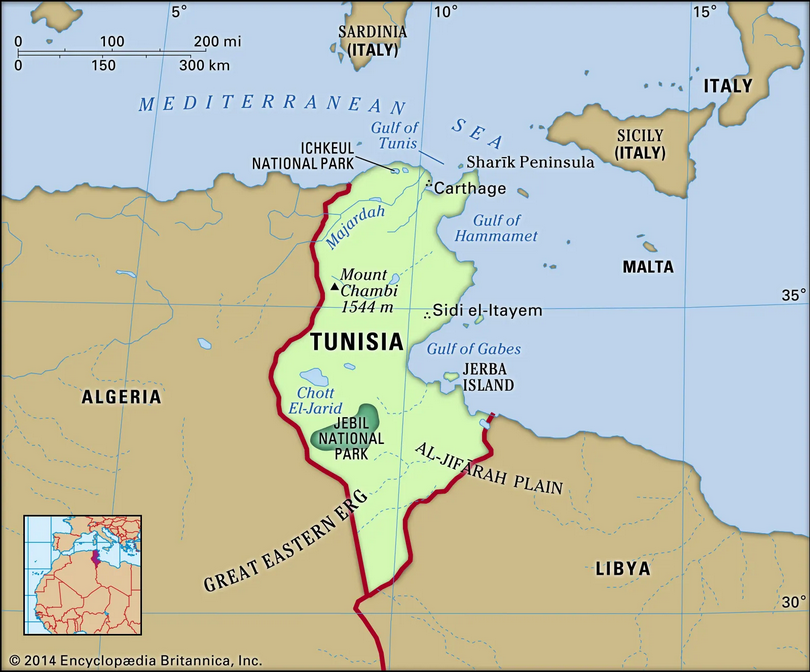 5°
10°
15°
0 100 200 mi
0 150 300 km
SARDINIA
(ITALY)
ITALY
MEDITERRANEAN
SEA
Gulf of
Tunis
SICILY
(ITALY)
ICHKEUL
NATIONAL PARK
Sharīk Peninsula
Carthage
Majardah
Gulf of
Hammamet
MALTA
Mount
Chambi
1544 m
35°
Sidi el-Itayem
TUNISIA
Gulf of Gabes
JERBA
ISLAND
ALGERIA
Chott
El-Jarid
JEBIL
NATIONAL
PARK
AL-JIFĀRAH PLAIN
GREAT EASTERN ERG
LIBYA
30°
© 2014 Encyclopædia Britannica, Inc.